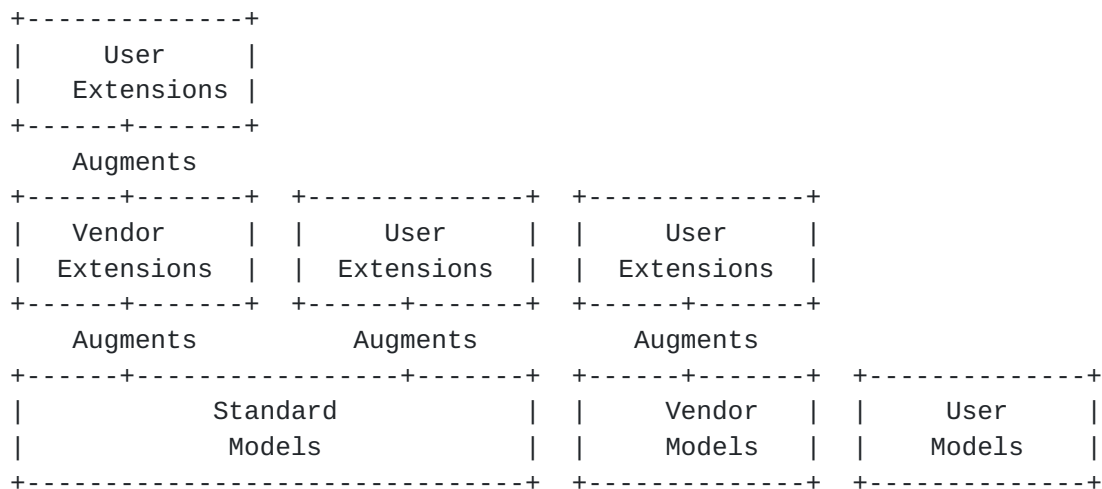 User
Extensions
Augments
Vendor User User
Extensions Extensions Extensions
Augments Augments Augments
Standard Vendor User
Models Models Models